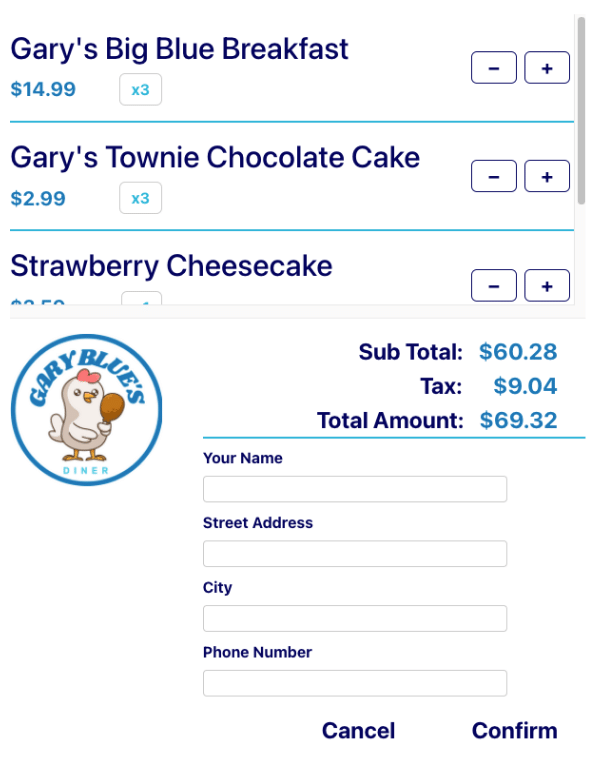 Gary's Big Blue Breakfast
− +
$14.99 x3
Gary's Townie Chocolate Cake
− +
$2.99 x3
Strawberry Cheesecake
− +
GARY BLUE'S
DINER
Sub Total: $60.28
Tax: $9.04
Total Amount: $69.32
Your Name
Street Address
City
Phone Number
Cancel Confirm